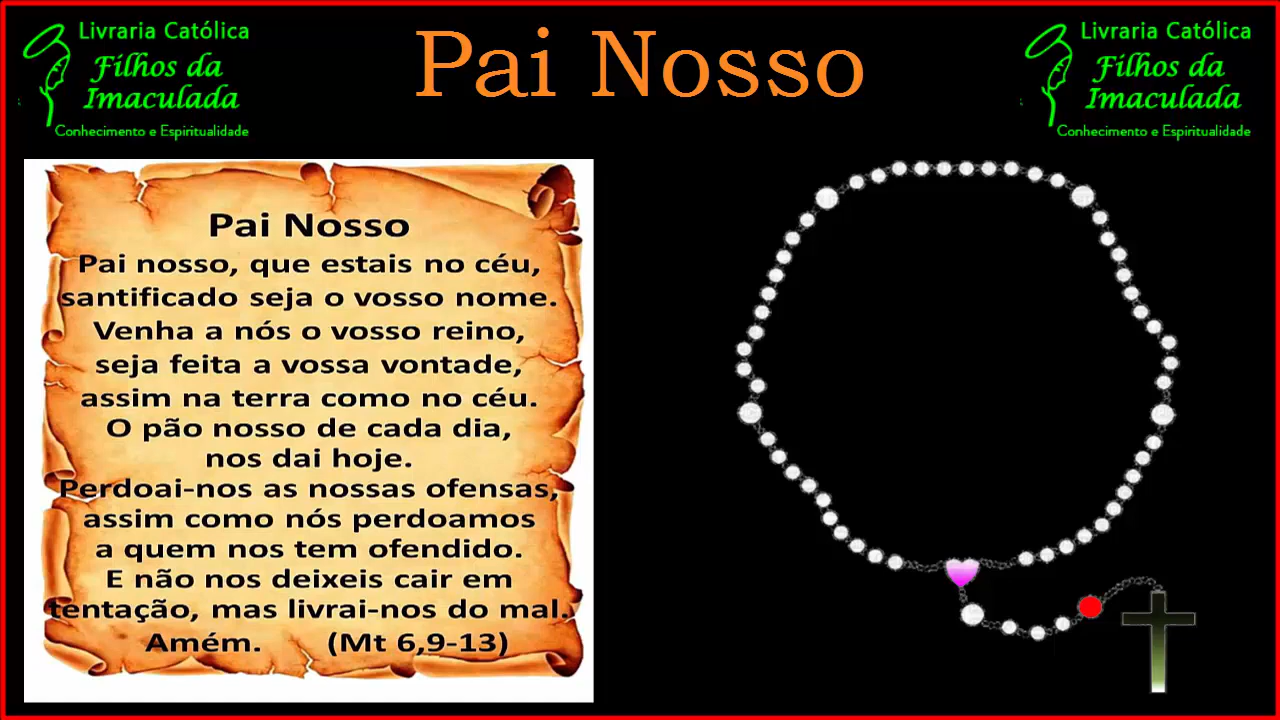 Livraria Católica
Filhos da
Imaculada
Conhecimento e Espiritualidade
Pai Nosso
Livraria Católica
Filhos da
Imaculada
Conhecimento e Espiritualidade
Pai Nosso
Pai nosso, que estais no céu,
santificado seja o vosso nome.
Venha a nós o vosso reino,
seja feita a vossa vontade,
assim na terra como no céu.
O pão nosso de cada dia,
nos dai hoje.
Perdoai-nos as nossas ofensas,
assim como nós perdoamos
a quem nos tem ofendido.
E não nos deixeis cair em
tentação, mas livrai-nos do mal.
Amém. (Mt 6,9-13)